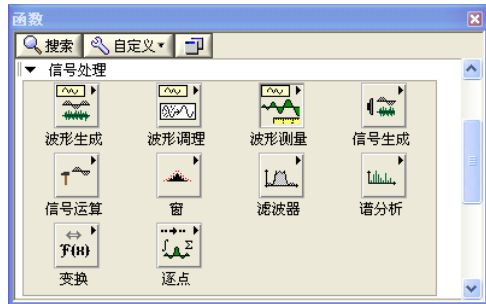 函数
搜索 自定义
信号处理
波形生成 波形调理 波形测量 信号生成
信号运算 窗 滤波器 谱分析
F(H)
变换 逐点